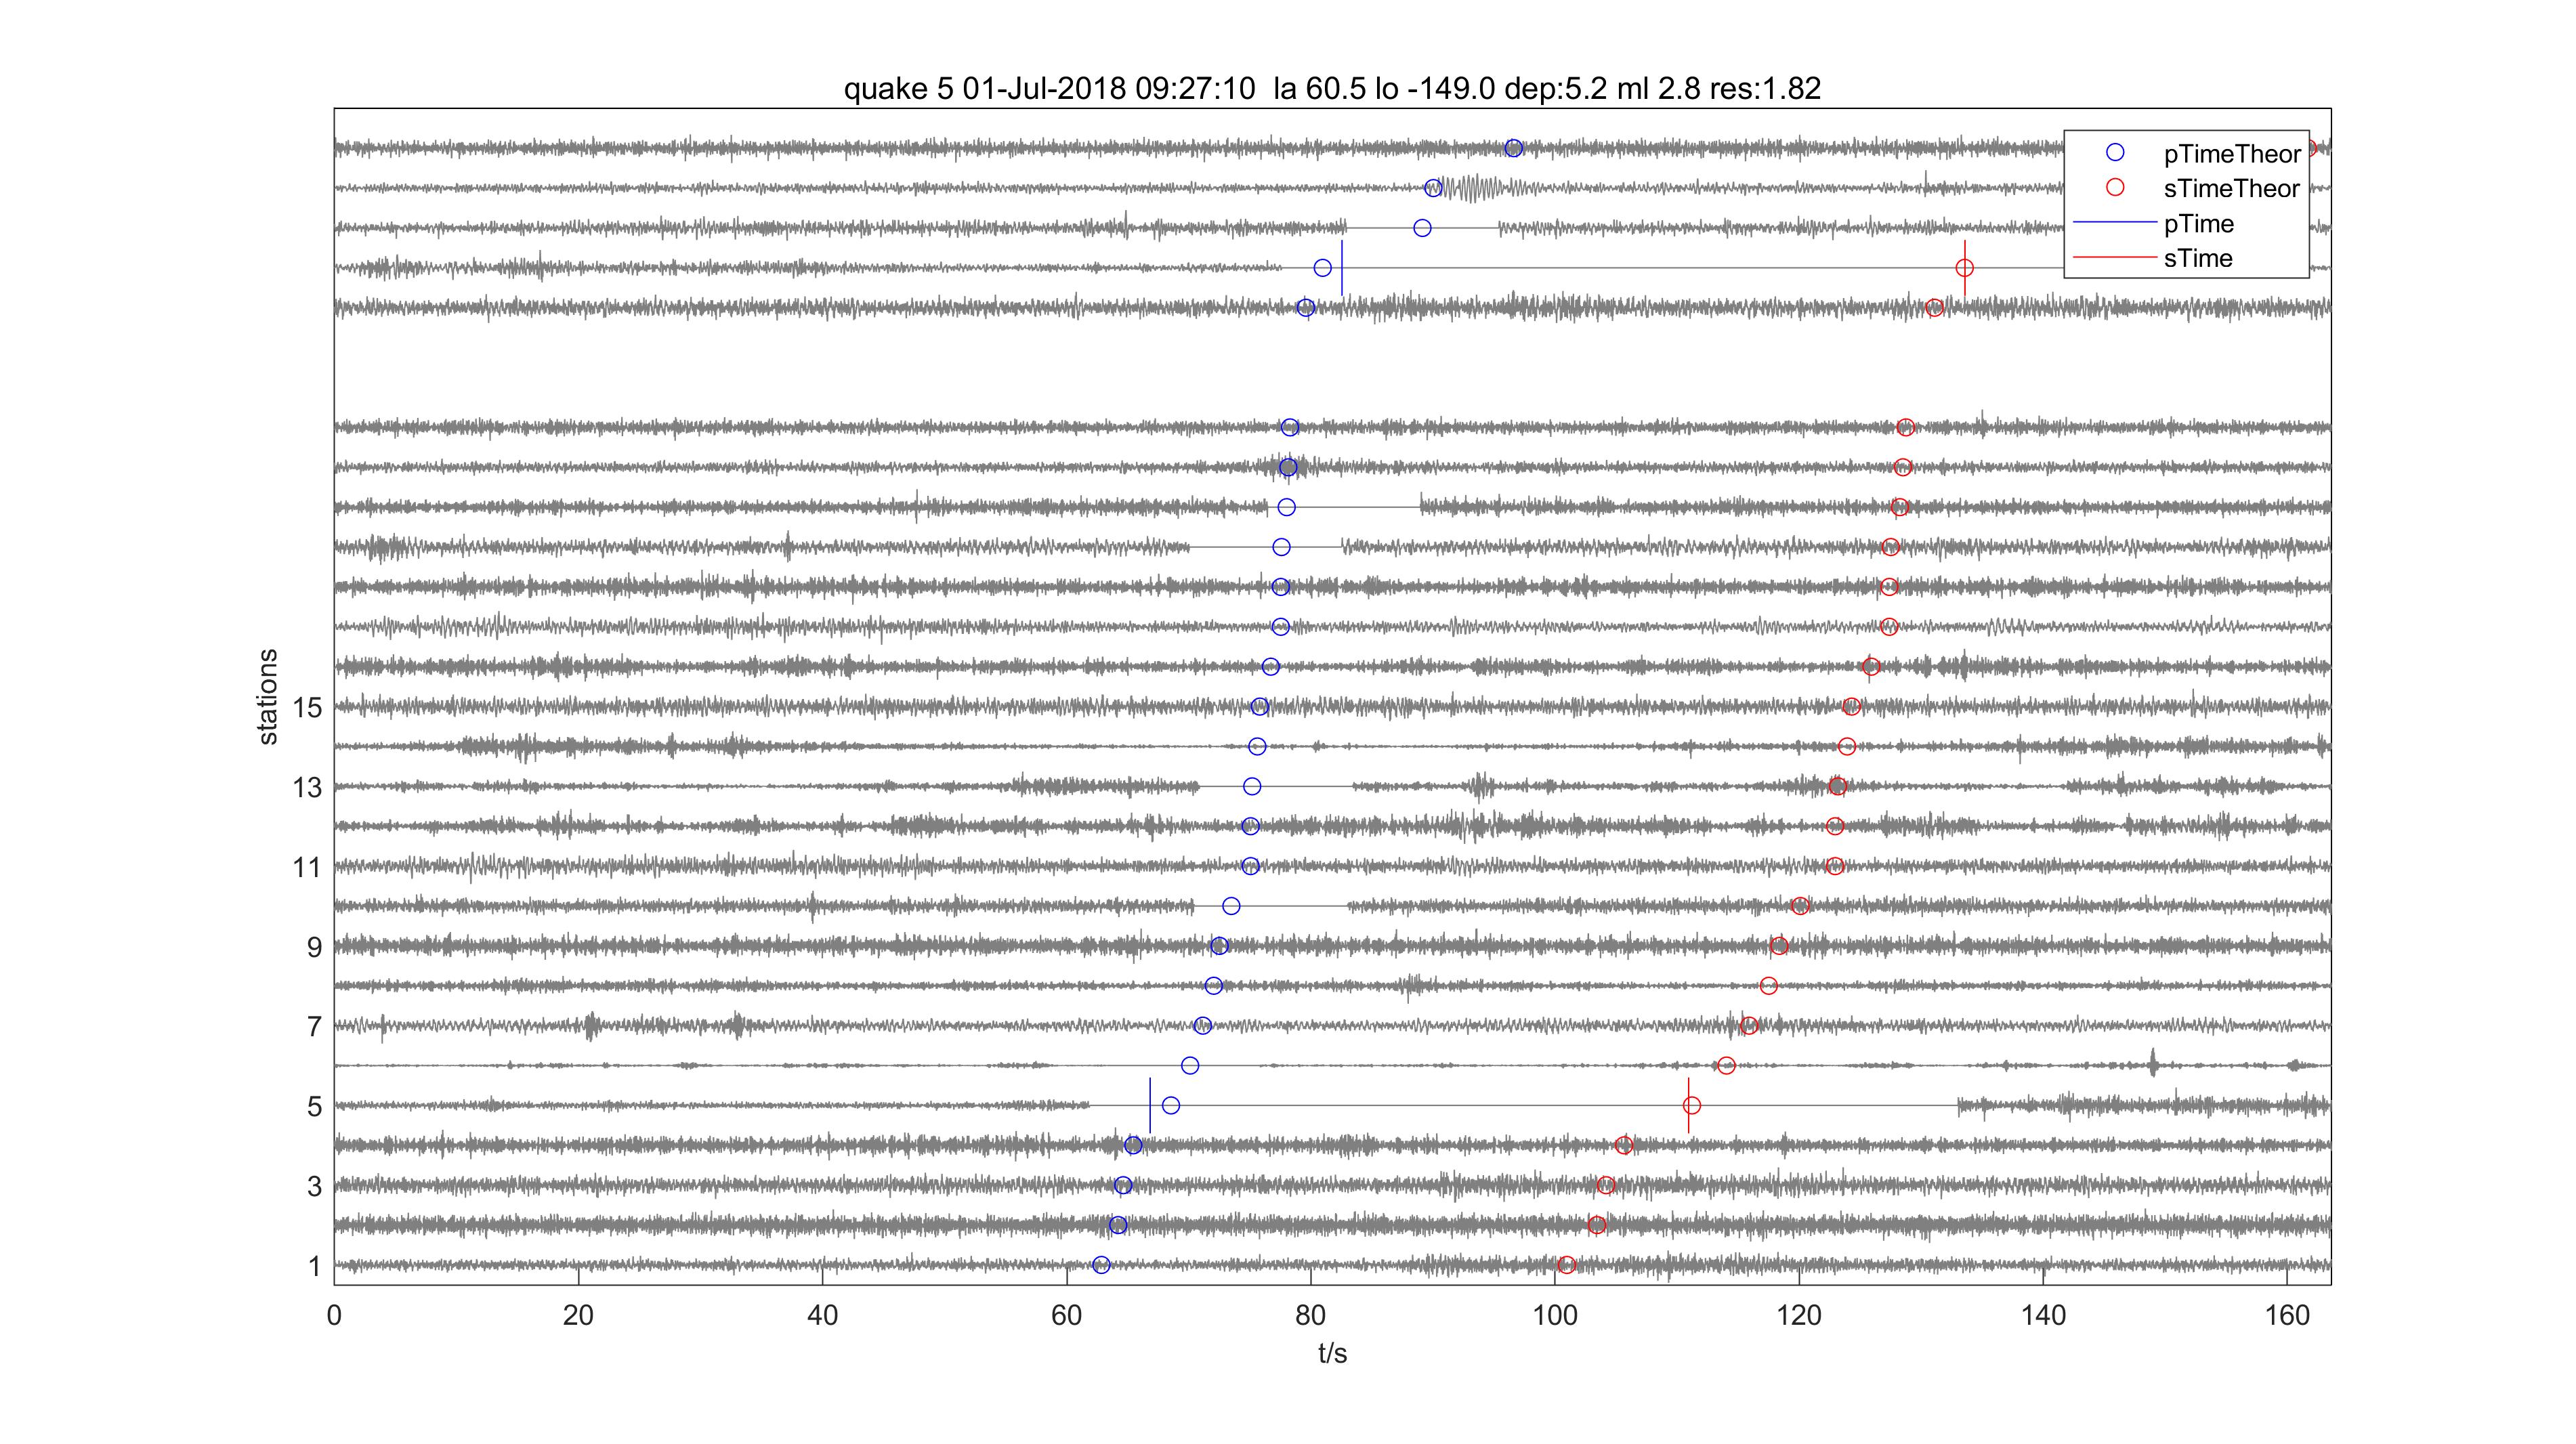 quake 5 01-Jul-2018 09:27:10  la 60.5 lo -149.0 dep:5.2 ml 2.8 res:1.82
pTimeTheor
sTimeTheor
pTime
sTime
stations
15
13
11
9
7
5
3
1
0 20 40 60 80 100 120 140 160
t/s